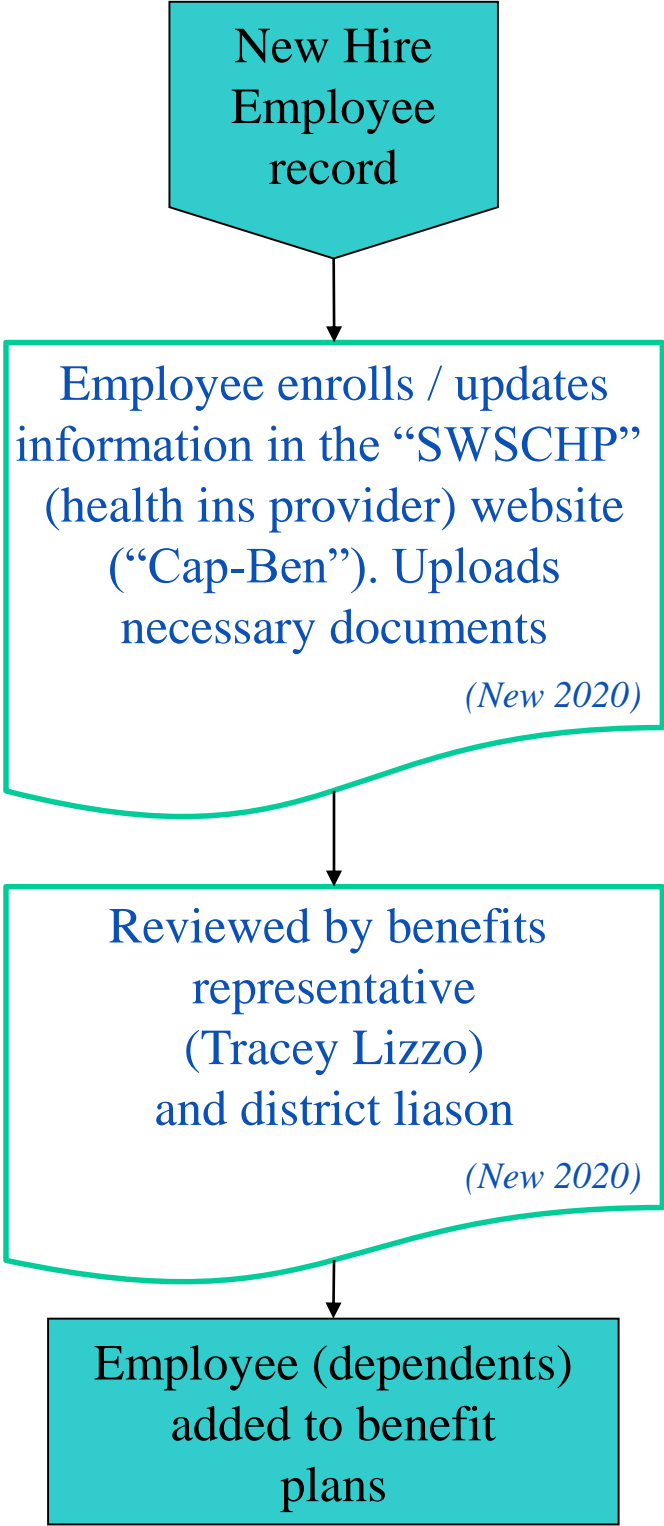 New Hire
Employee
record
Employee enrolls / updates
information in the “SWSCHP”
(health ins provider) website
(“Cap-Ben”). Uploads
necessary documents
(New 2020)
Reviewed by benefits
representative
(Tracey Lizzo)
and district liason
(New 2020)
Employee (dependents)
added to benefit
plans